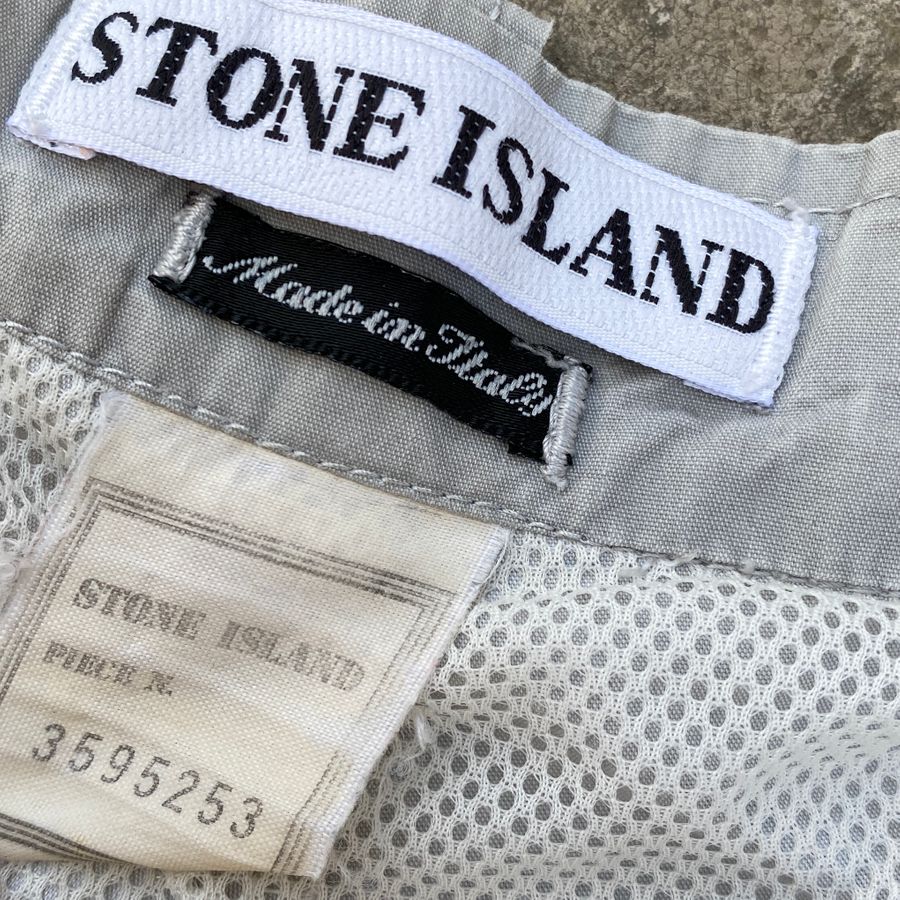 STONE ISLAND
Made in Italy
STONE ISLAND
PIECE N.
3595253